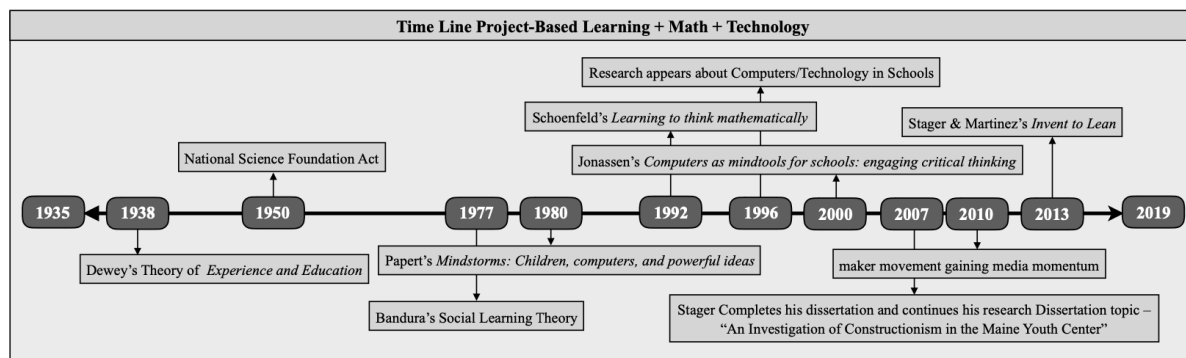 Time Line Project-Based Learning + Math + Technology
Research appears about Computers/Technology in Schools
Schoenfeld's Learning to think mathematically
Stager & Martinez's Invent to Lean
National Science Foundation Act
Jonassen's Computers as mindtools for schools: engaging critical thinking
1935
1938
1950
1977
1980
1992
1996
2000
2007
2010
2013
2019
Dewey's Theory of Experience and Education
Papert's Mindstorms: Children, computers, and powerful ideas
maker movement gaining media momentum
Bandura's Social Learning Theory
Stager Completes his dissertation and continues his research Dissertation topic –
“An Investigation of Constructionism in the Maine Youth Center”